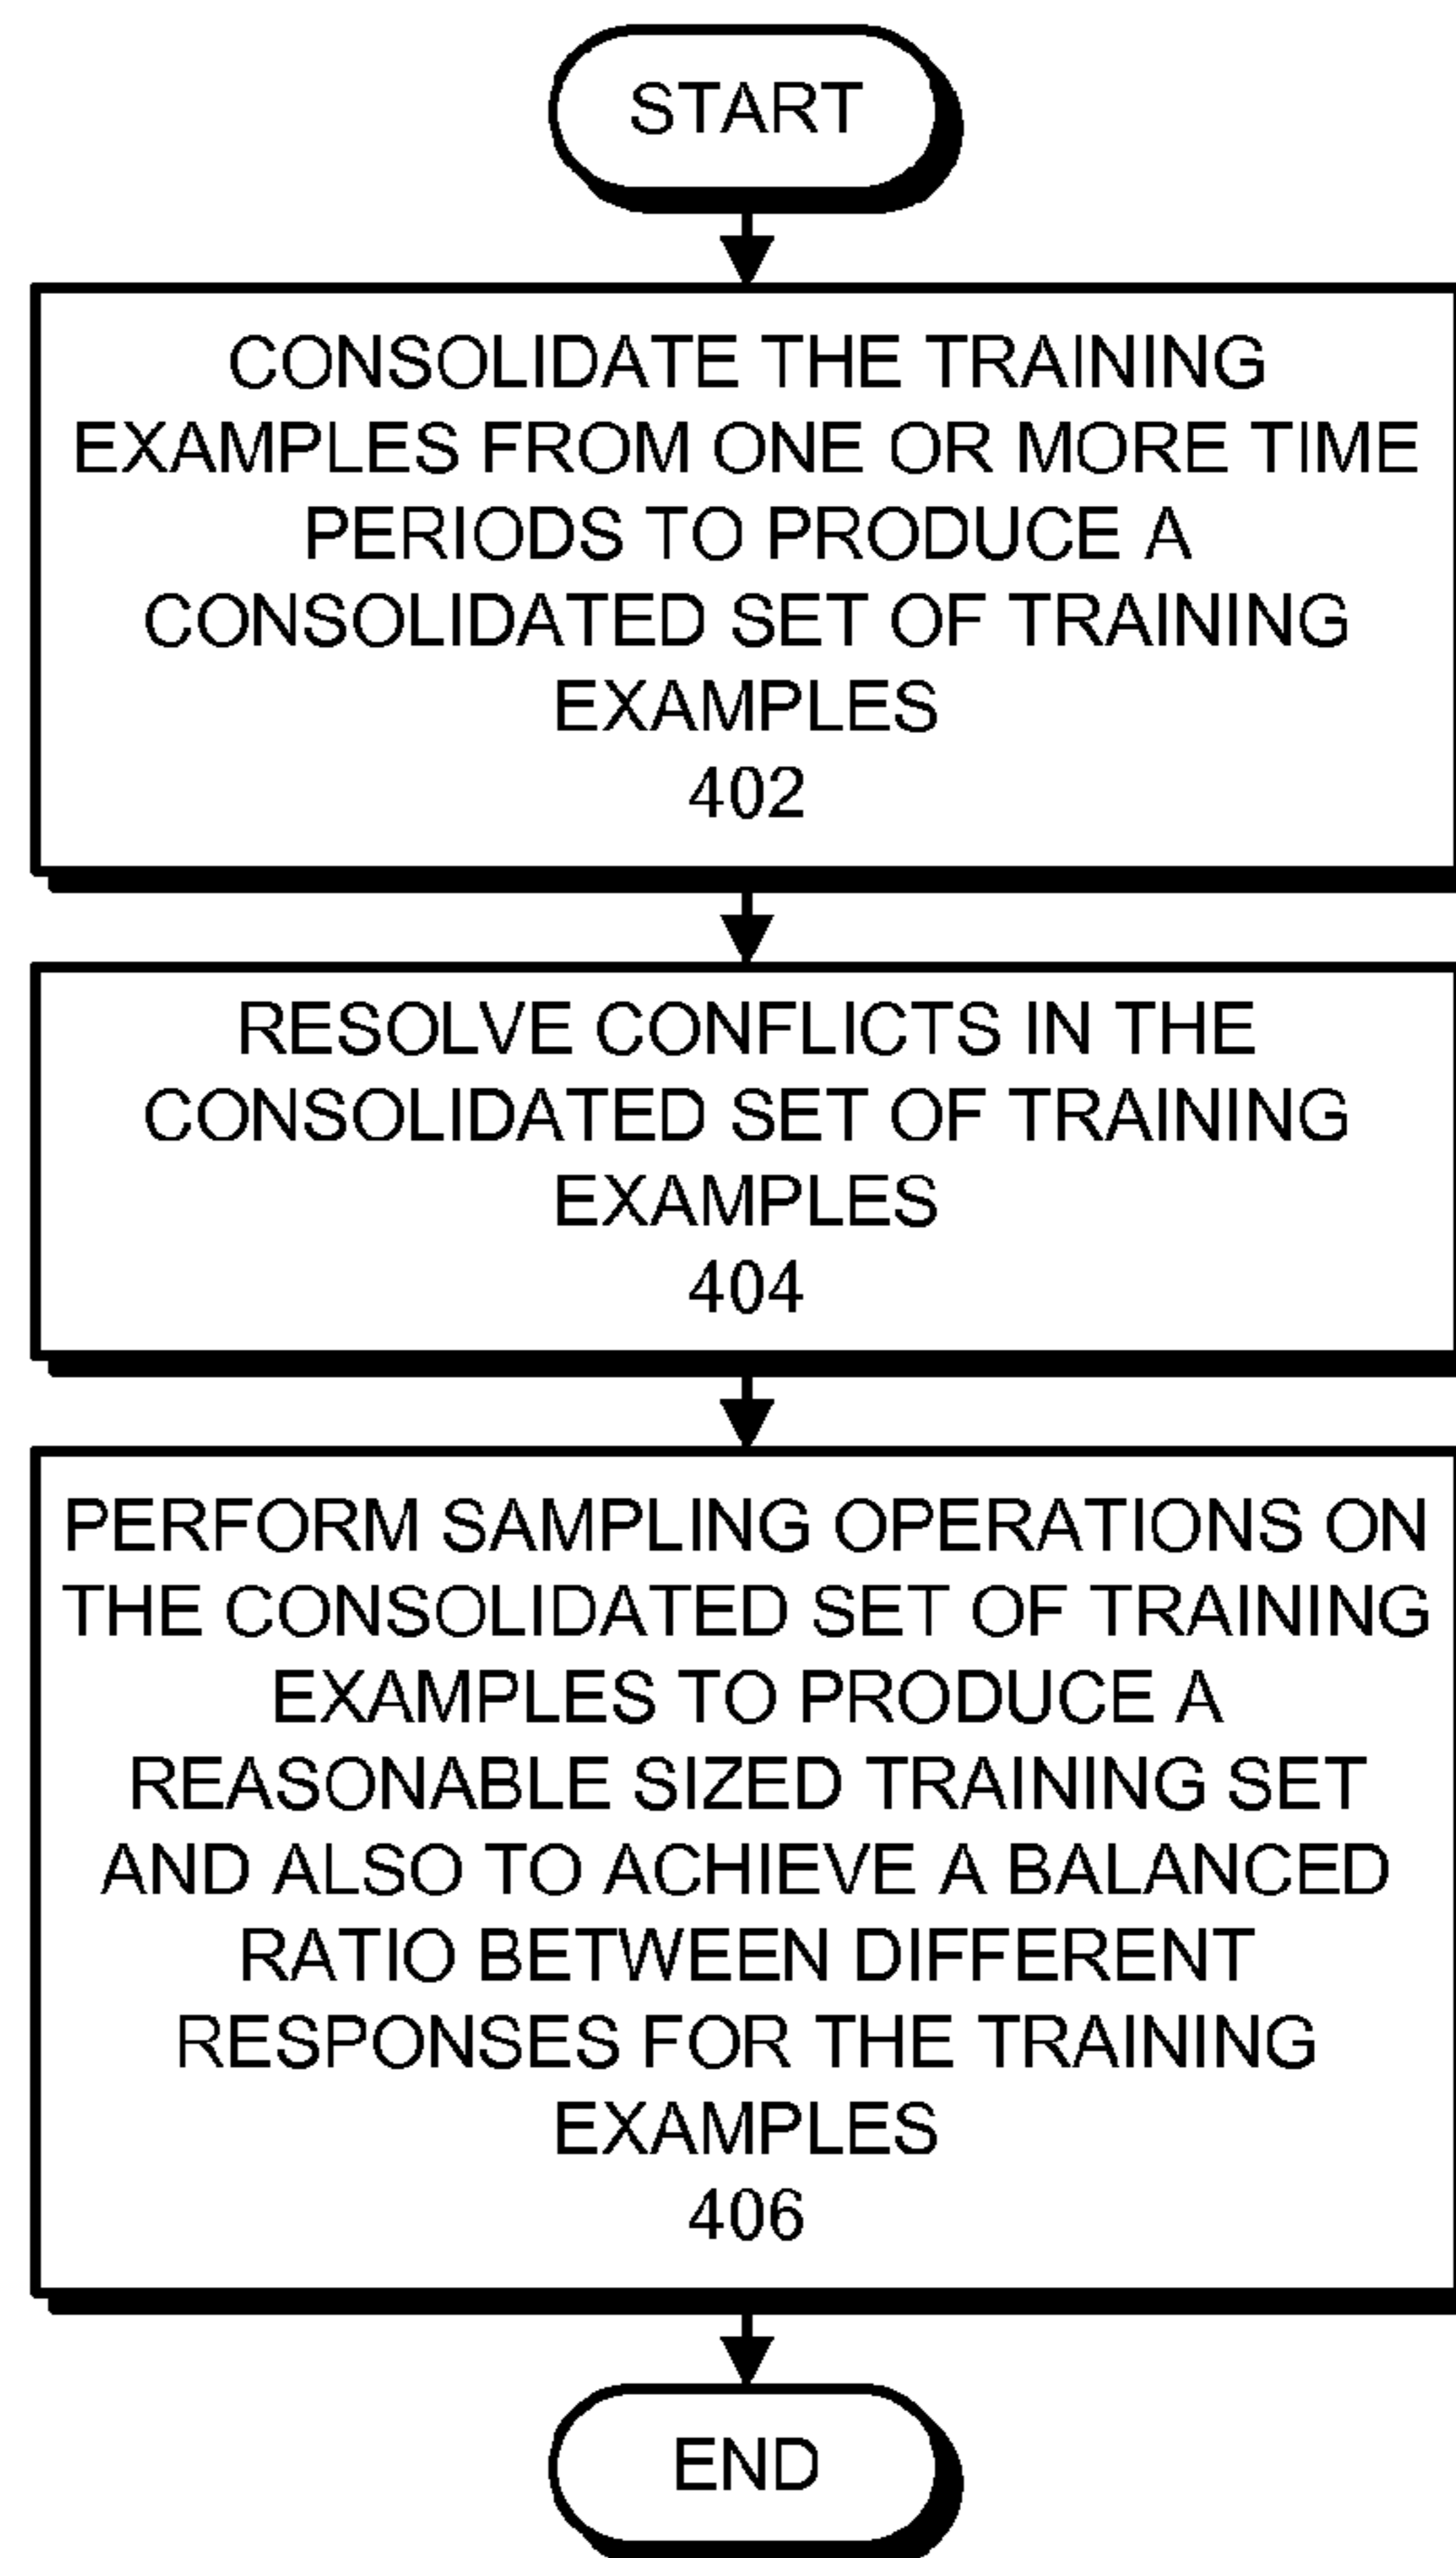 START
CONSOLIDATE THE TRAINING
EXAMPLES FROM ONE OR MORE TIME
PERIODS TO PRODUCE A
CONSOLIDATED SET OF TRAINING
EXAMPLES
402
RESOLVE CONFLICTS IN THE
CONSOLIDATED SET OF TRAINING
EXAMPLES
404
PERFORM SAMPLING OPERATIONS ON
THE CONSOLIDATED SET OF TRAINING
EXAMPLES TO PRODUCE A
REASONABLE SIZED TRAINING SET
AND ALSO TO ACHIEVE A BALANCED
RATIO BETWEEN DIFFERENT
RESPONSES FOR THE TRAINING
EXAMPLES
406
END